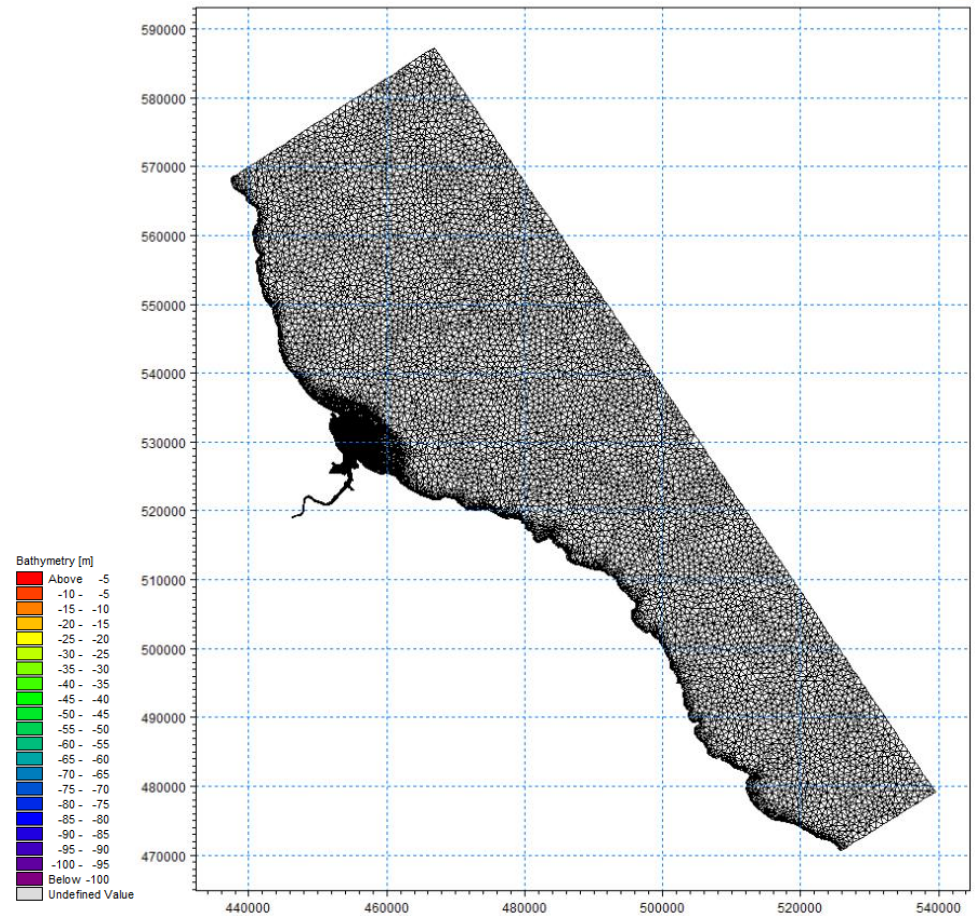 590000
580000
570000
560000
550000
540000
530000
520000
510000
500000
490000
480000
470000
Bathymetry [m]
Above -5
-10 - -5
-15 - -10
-20 - -15
-25 - -20
-30 - -25
-35 - -30
-40 - -35
-45 - -40
-50 - -45
-55 - -50
-60 - -55
-65 - -60
-70 - -65
-75 - -70
-80 - -75
-85 - -80
-90 - -85
-95 - -90
-100 - -95
Below -100
Undefined Value
440000 460000 480000 500000 520000 540000